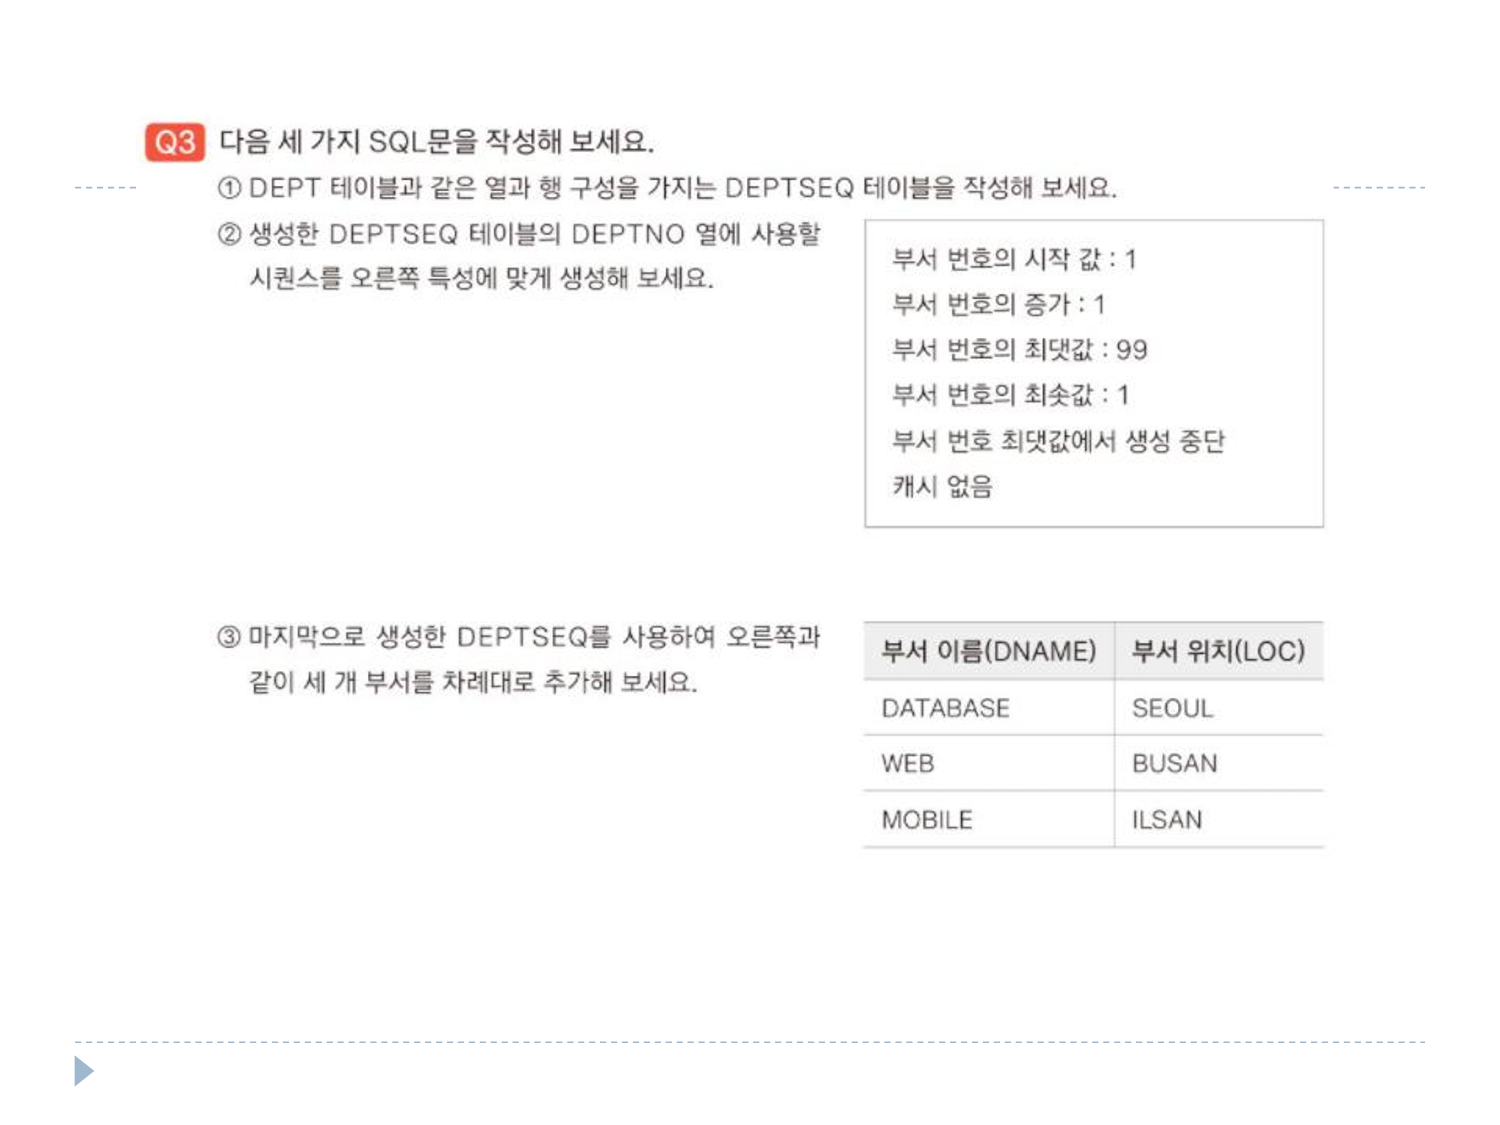 Q3 다음 세 가지 SQL문을 작성해 보세요.
① DEPT 테이블과 같은 열과 행 구성을 가지는 DEPTSEQ 테이블을 작성해 보세요.
② 생성한 DEPTSEQ 테이블의 DEPTNO 열에 사용할
시퀀스를 오른쪽 특성에 맞게 생성해 보세요.
부서 번호의 시작 값 : 1
부서 번호의 증가 : 1
부서 번호의 최댓값 : 99
부서 번호의 최솟값 : 1
부서 번호 최댓값에서 생성 중단
캐시 없음
③ 마지막으로 생성한 DEPTSEQ를 사용하여 오른쪽과
같이 세 개 부서를 차례대로 추가해 보세요.
부서 이름(DNAME) 부서 위치(LOC)
DATABASE SEOUL
WEB BUSAN
MOBILE ILSAN